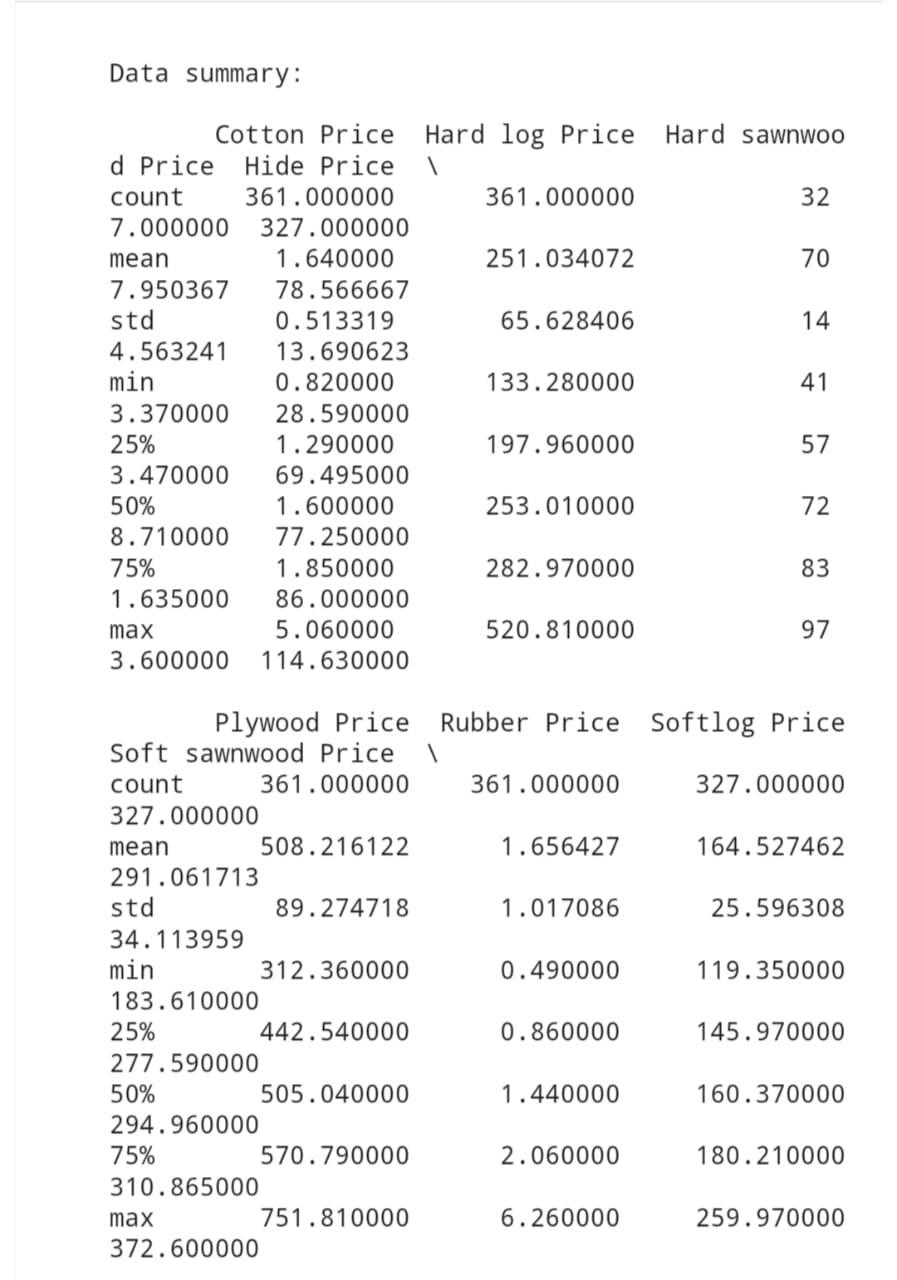 Data summary:
Cotton Price  Hard log Price  Hard sawnwoo
d Price  Hide Price  \
count    361.000000      361.000000           32
7.000000  327.000000
mean       1.640000      251.034072           70
7.950367   78.566667
std        0.513319       65.628406           14
4.563241   13.690623
min        0.820000      133.280000           41
3.370000   28.590000
25%        1.290000      197.960000           57
3.470000   69.495000
50%        1.600000      253.010000           72
8.710000   77.250000
75%        1.850000      282.970000           83
1.635000   86.000000
max        5.060000      520.810000           97
3.600000  114.630000
Plywood Price  Rubber Price  Softlog Price
Soft sawnwood Price  \
count     361.000000    361.000000     327.000000
327.000000
mean      508.216122      1.656427     164.527462
291.061713
std        89.274718      1.017086      25.596308
34.113959
min       312.360000      0.490000     119.350000
183.610000
25%       442.540000      0.860000     145.970000
277.590000
50%       505.040000      1.440000     160.370000
294.960000
75%       570.790000      2.060000     180.210000
310.865000
max       751.810000      6.260000     259.970000
372.600000